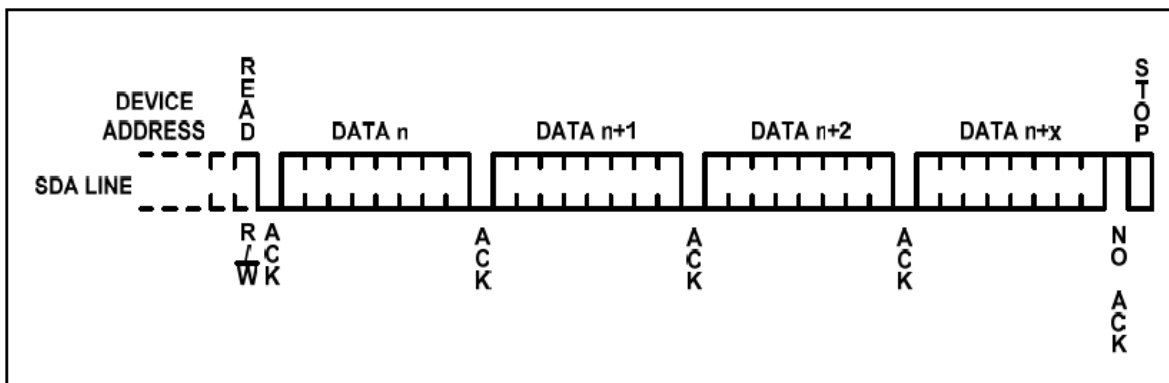 READ
STOP
DEVICE
ADDRESS
DATA n
DATA n+1
DATA n+2
DATA n+x
SDA LINE
R/W
ACK
ACK
ACK
ACK
NO ACK